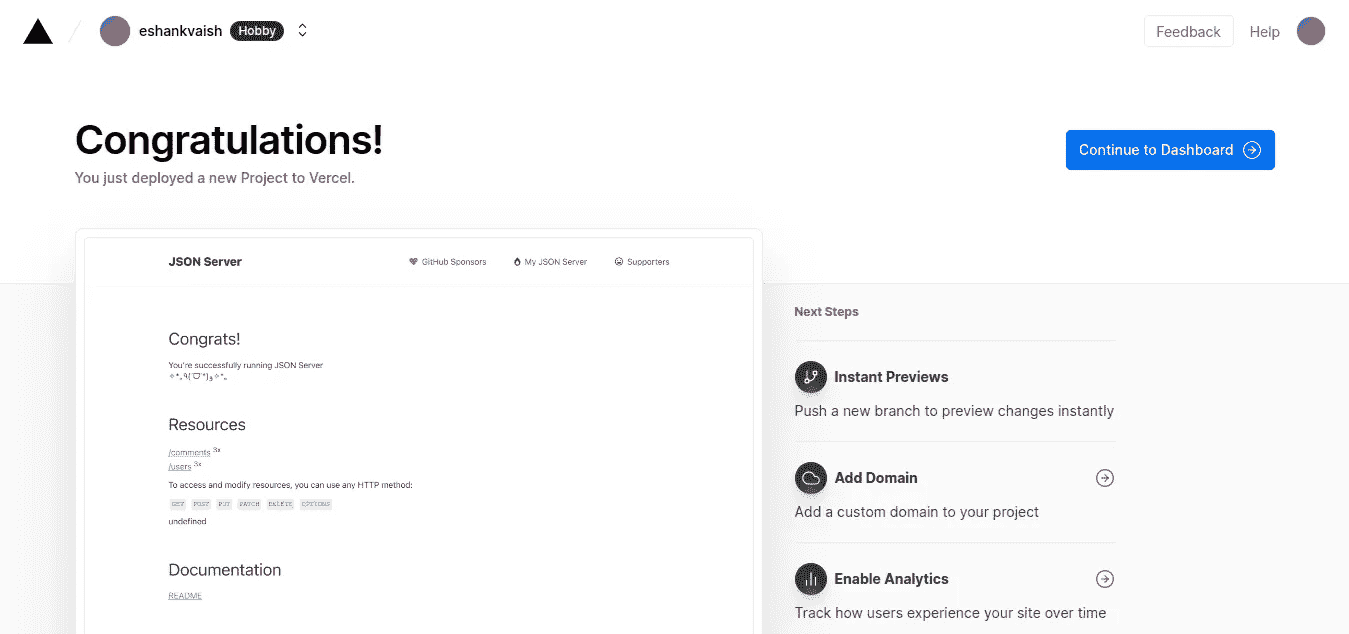 eshankvaish Hobby
Feedback Help
Congratulations!
You just deployed a new Project to Vercel.
Continue to Dashboard
JSON Server
GitHub Sponsors My JSON Server Supporters
Congrats!
You're successfully running JSON Server
Resources
/comments 3x
/users 3x
To access and modify resources, you can use any HTTP method:
GET POST PUT PATCH DELETE OPTIONS
undefined
Documentation
README
Next Steps
Instant Previews
Push a new branch to preview changes instantly
Add Domain
Add a custom domain to your project
Enable Analytics
Track how users experience your site over time